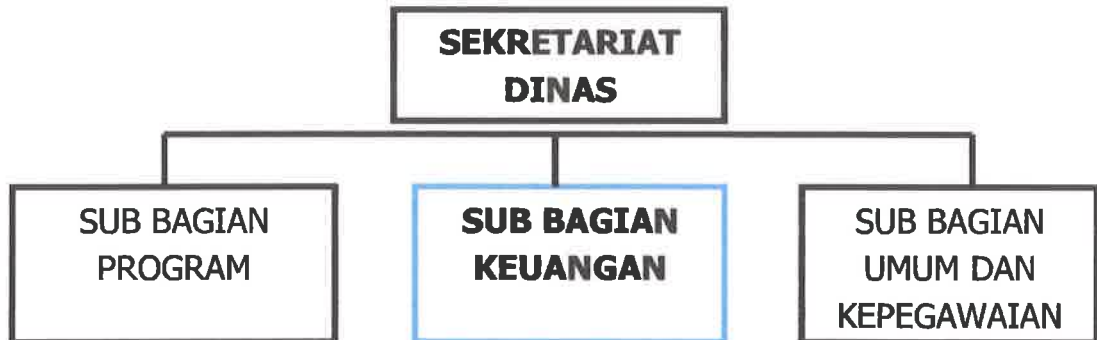 SEKRETARIAT
DINAS
SUB BAGIAN
PROGRAM
SUB BAGIAN
KEUANGAN
SUB BAGIAN
UMUM DAN
KEPEGAWAIAN